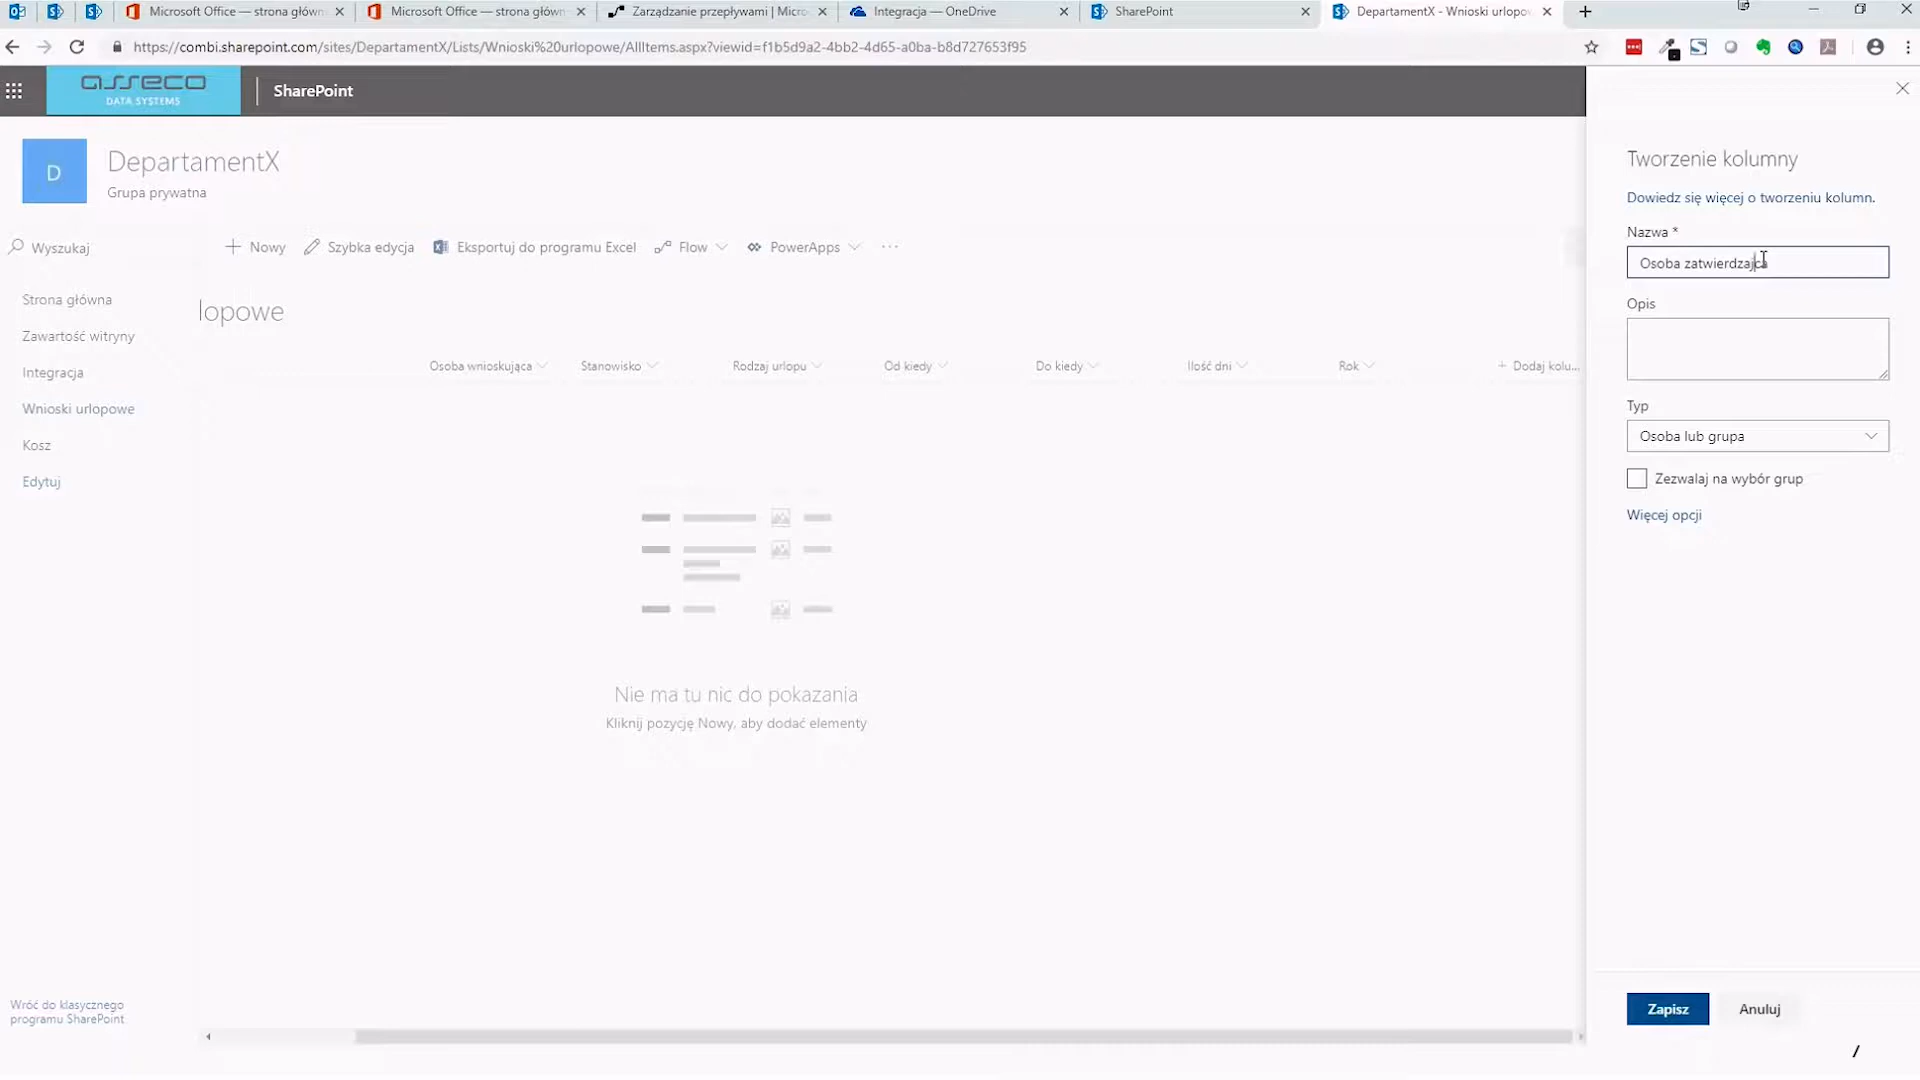 Microsoft Office — strona główn
Microsoft Office — strona główn
Zarządzanie przepływami | Micro
Integracja — OneDrive
SharePoint
DepartamentX - Wnioski urlopow
https://combi.sharepoint.com/sites/DepartamentX/Lists/Wnioski%20urlopowe/AllItems.aspx?viewid=f1b5d9a2-4bb2-4d65-a0ba-b8d727653f95
asseco
DATA SYSTEMS
SharePoint
D
DepartamentX
Grupa prywatna
Wyszukaj
Nowy
Szybka edycja
Eksportuj do programu Excel
Flow
PowerApps
Strona główna
Zawartość witryny
Integracja
Wnioski urlopowe
Kosz
Edytuj
lopowe
Osoba wnioskująca
Stanowisko
Rodzaj urlopu
Od kiedy
Do kiedy
Ilość dni
Rok
+ Dodaj kolu...
Nie ma tu nic do pokazania
Kliknij pozycję Nowy, aby dodać elementy
Wróć do klasycznego
programu SharePoint
Tworzenie kolumny
Dowiedz się więcej o tworzeniu kolumn.
Nazwa *
Osoba zatwierdzajca
Opis
Typ
Osoba lub grupa
Zezwalaj na wybór grup
Więcej opcji
Zapisz
Anuluj
/